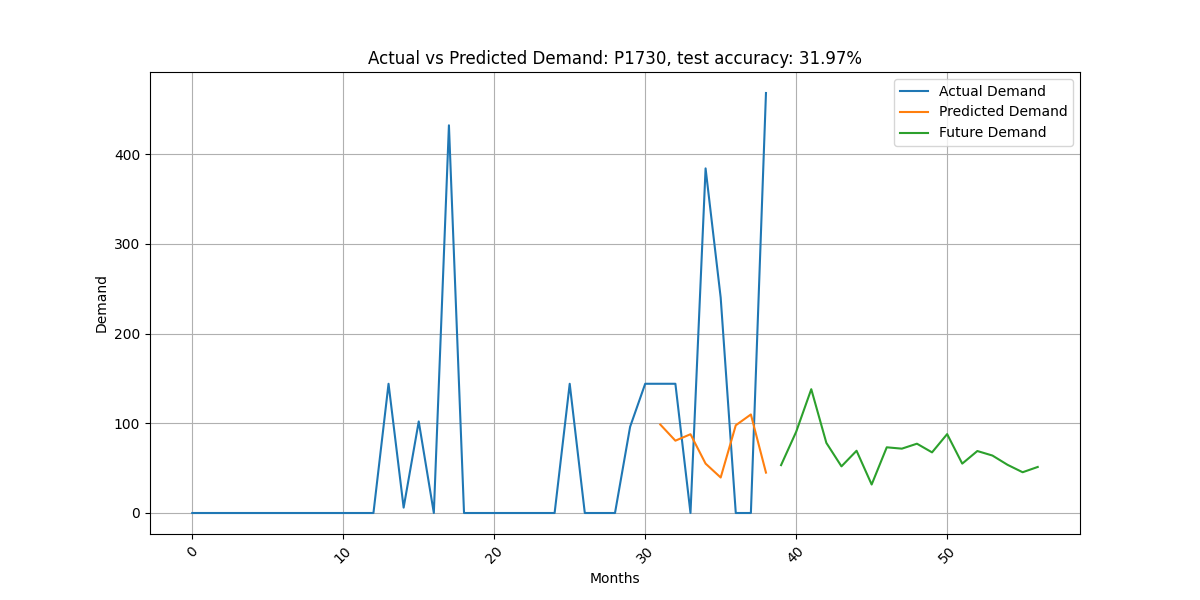 Actual vs Predicted Demand: P1730, test accuracy: 31.97%
Actual Demand
Predicted Demand
Future Demand
400
300
200
100
0
Demand
0
10
20
30
40
50
Months